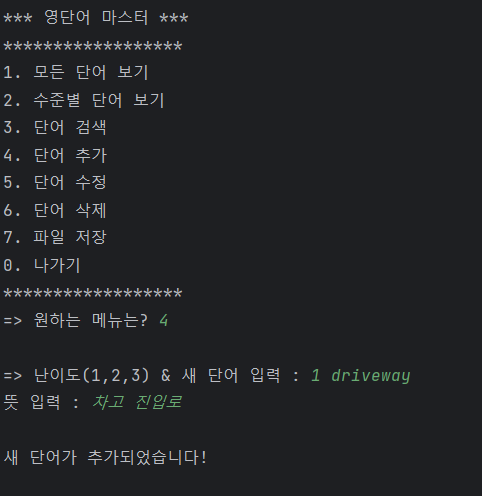 *** 영단어 마스터 ***
******************
1. 모든 단어 보기
2. 수준별 단어 보기
3. 단어 검색
4. 단어 추가
5. 단어 수정
6. 단어 삭제
7. 파일 저장
0. 나가기
******************
=> 원하는 메뉴는? 4
=> 난이도(1,2,3) & 새 단어 입력 : 1 driveway
뜻 입력 : 차고 진입로
새 단어가 추가되었습니다!